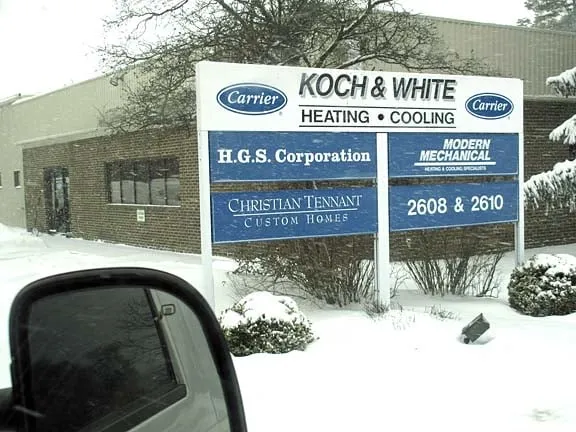 Carrier
KOCH & WHITE
HEATING • COOLING
Carrier
H.G.S. Corporation
MODERN
MECHANICAL
HEATING & COOLING SPECIALISTS
CHRISTIAN TENNANT
CUSTOM HOMES
2608 & 2610